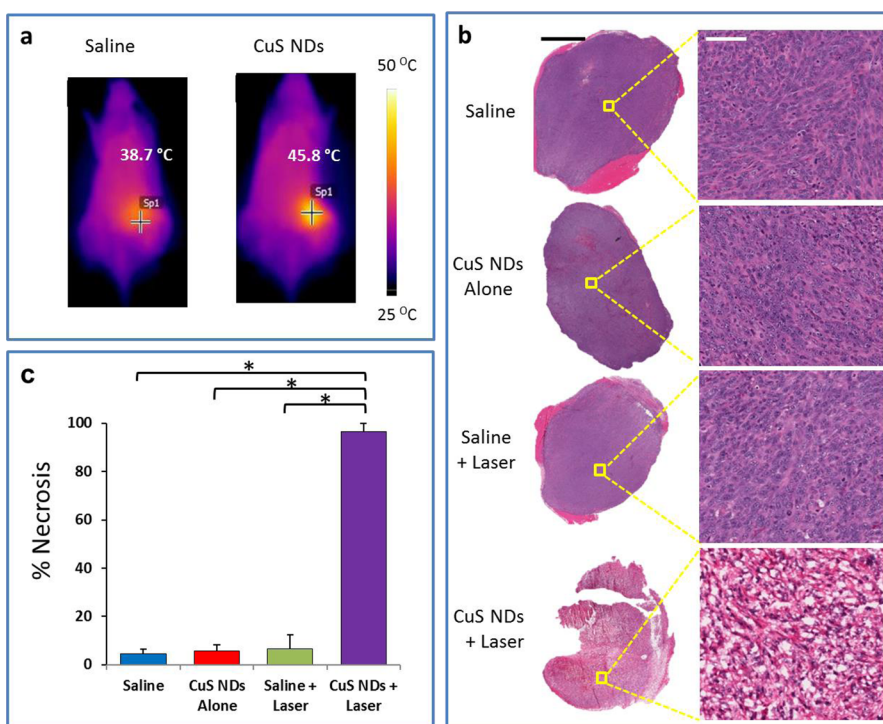 a
Saline
CuS NDs
50 °C
38.7 °C
45.8 °C
Sp1
Sp1
25 °C
b
Saline
CuS NDs
Alone
Saline
+ Laser
CuS NDs
+ Laser
c
*
*
*
% Necrosis
100
80
60
40
20
0
Saline
CuS NDs
Alone
Saline +
Laser
CuS NDs +
Laser